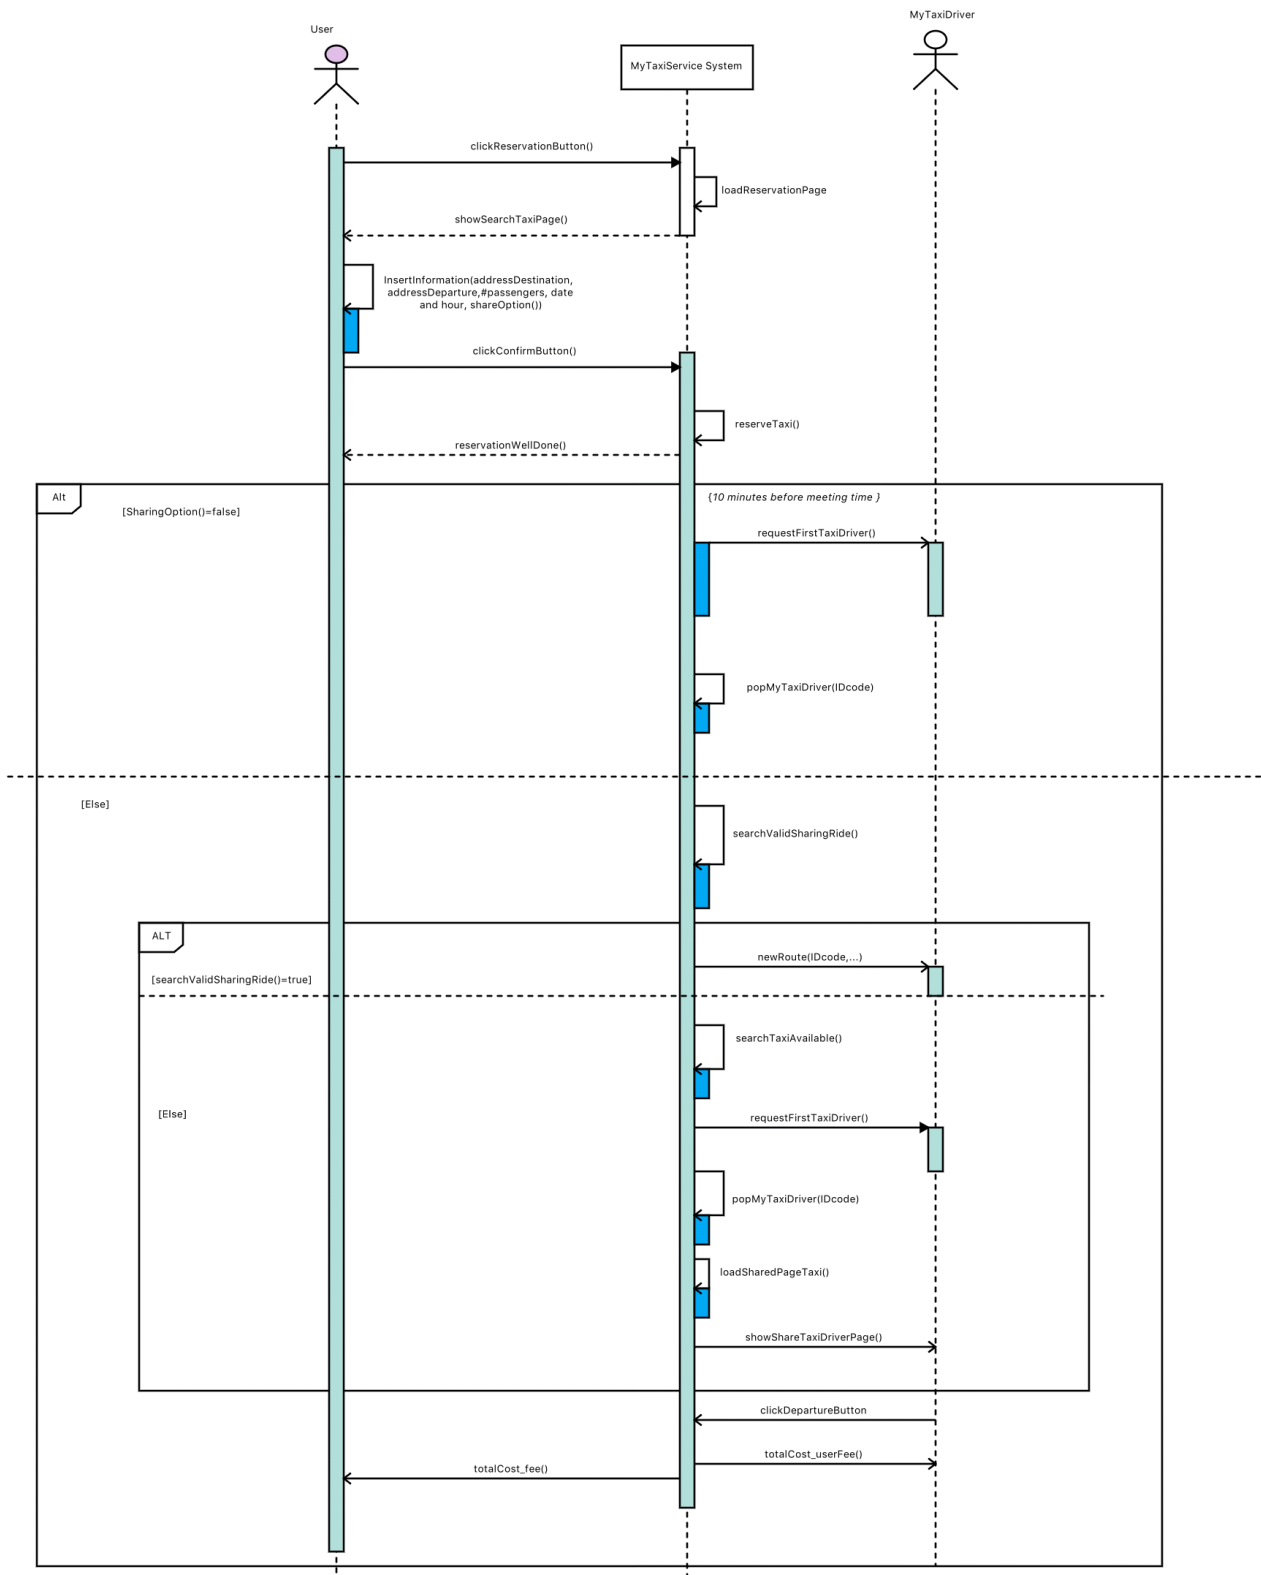 MyTaxiDriver
User
MyTaxiService System
clickReservationButton()
loadReservationPage
showSearchTaxiPage()
InsertInformation(addressDestination,
addressDeparture,#passengers, date
and hour, shareOption())
clickConfirmButton()
reserveTaxi()
reservationWellDone()
Alt
{10 minutes before meeting time }
[SharingOption()=false]
requestFirstTaxiDriver()
popMyTaxiDriver(IDcode)
[Else]
searchValidSharingRide()
ALT
newRoute(IDcode,...)
[searchValidSharingRide()=true]
searchTaxiAvailable()
[Else]
requestFirstTaxiDriver()
popMyTaxiDriver(IDcode)
loadSharedPageTaxi()
showShareTaxiDriverPage()
clickDepartureButton
totalCost_userFee()
totalCost_fee()